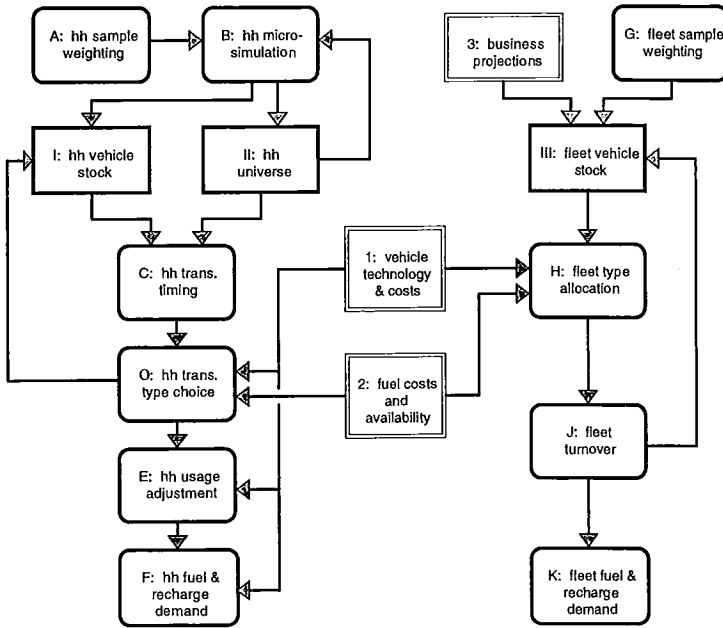 A: hh sample
weighting
B: hh micro-
simulation
3: business
projections
G: fleet sample
weighting
I: hh vehicle
stock
II: hh
universe
III: fleet vehicle
stock
C: hh trans.
timing
1: vehicle
technology
& costs
H: fleet type
allocation
O: hh trans.
type choice
2: fuel costs
and
availability
J: fleet
turnover
E: hh usage
adjustment
F: hh fuel &
recharge
demand
K: fleet fuel &
recharge
demand